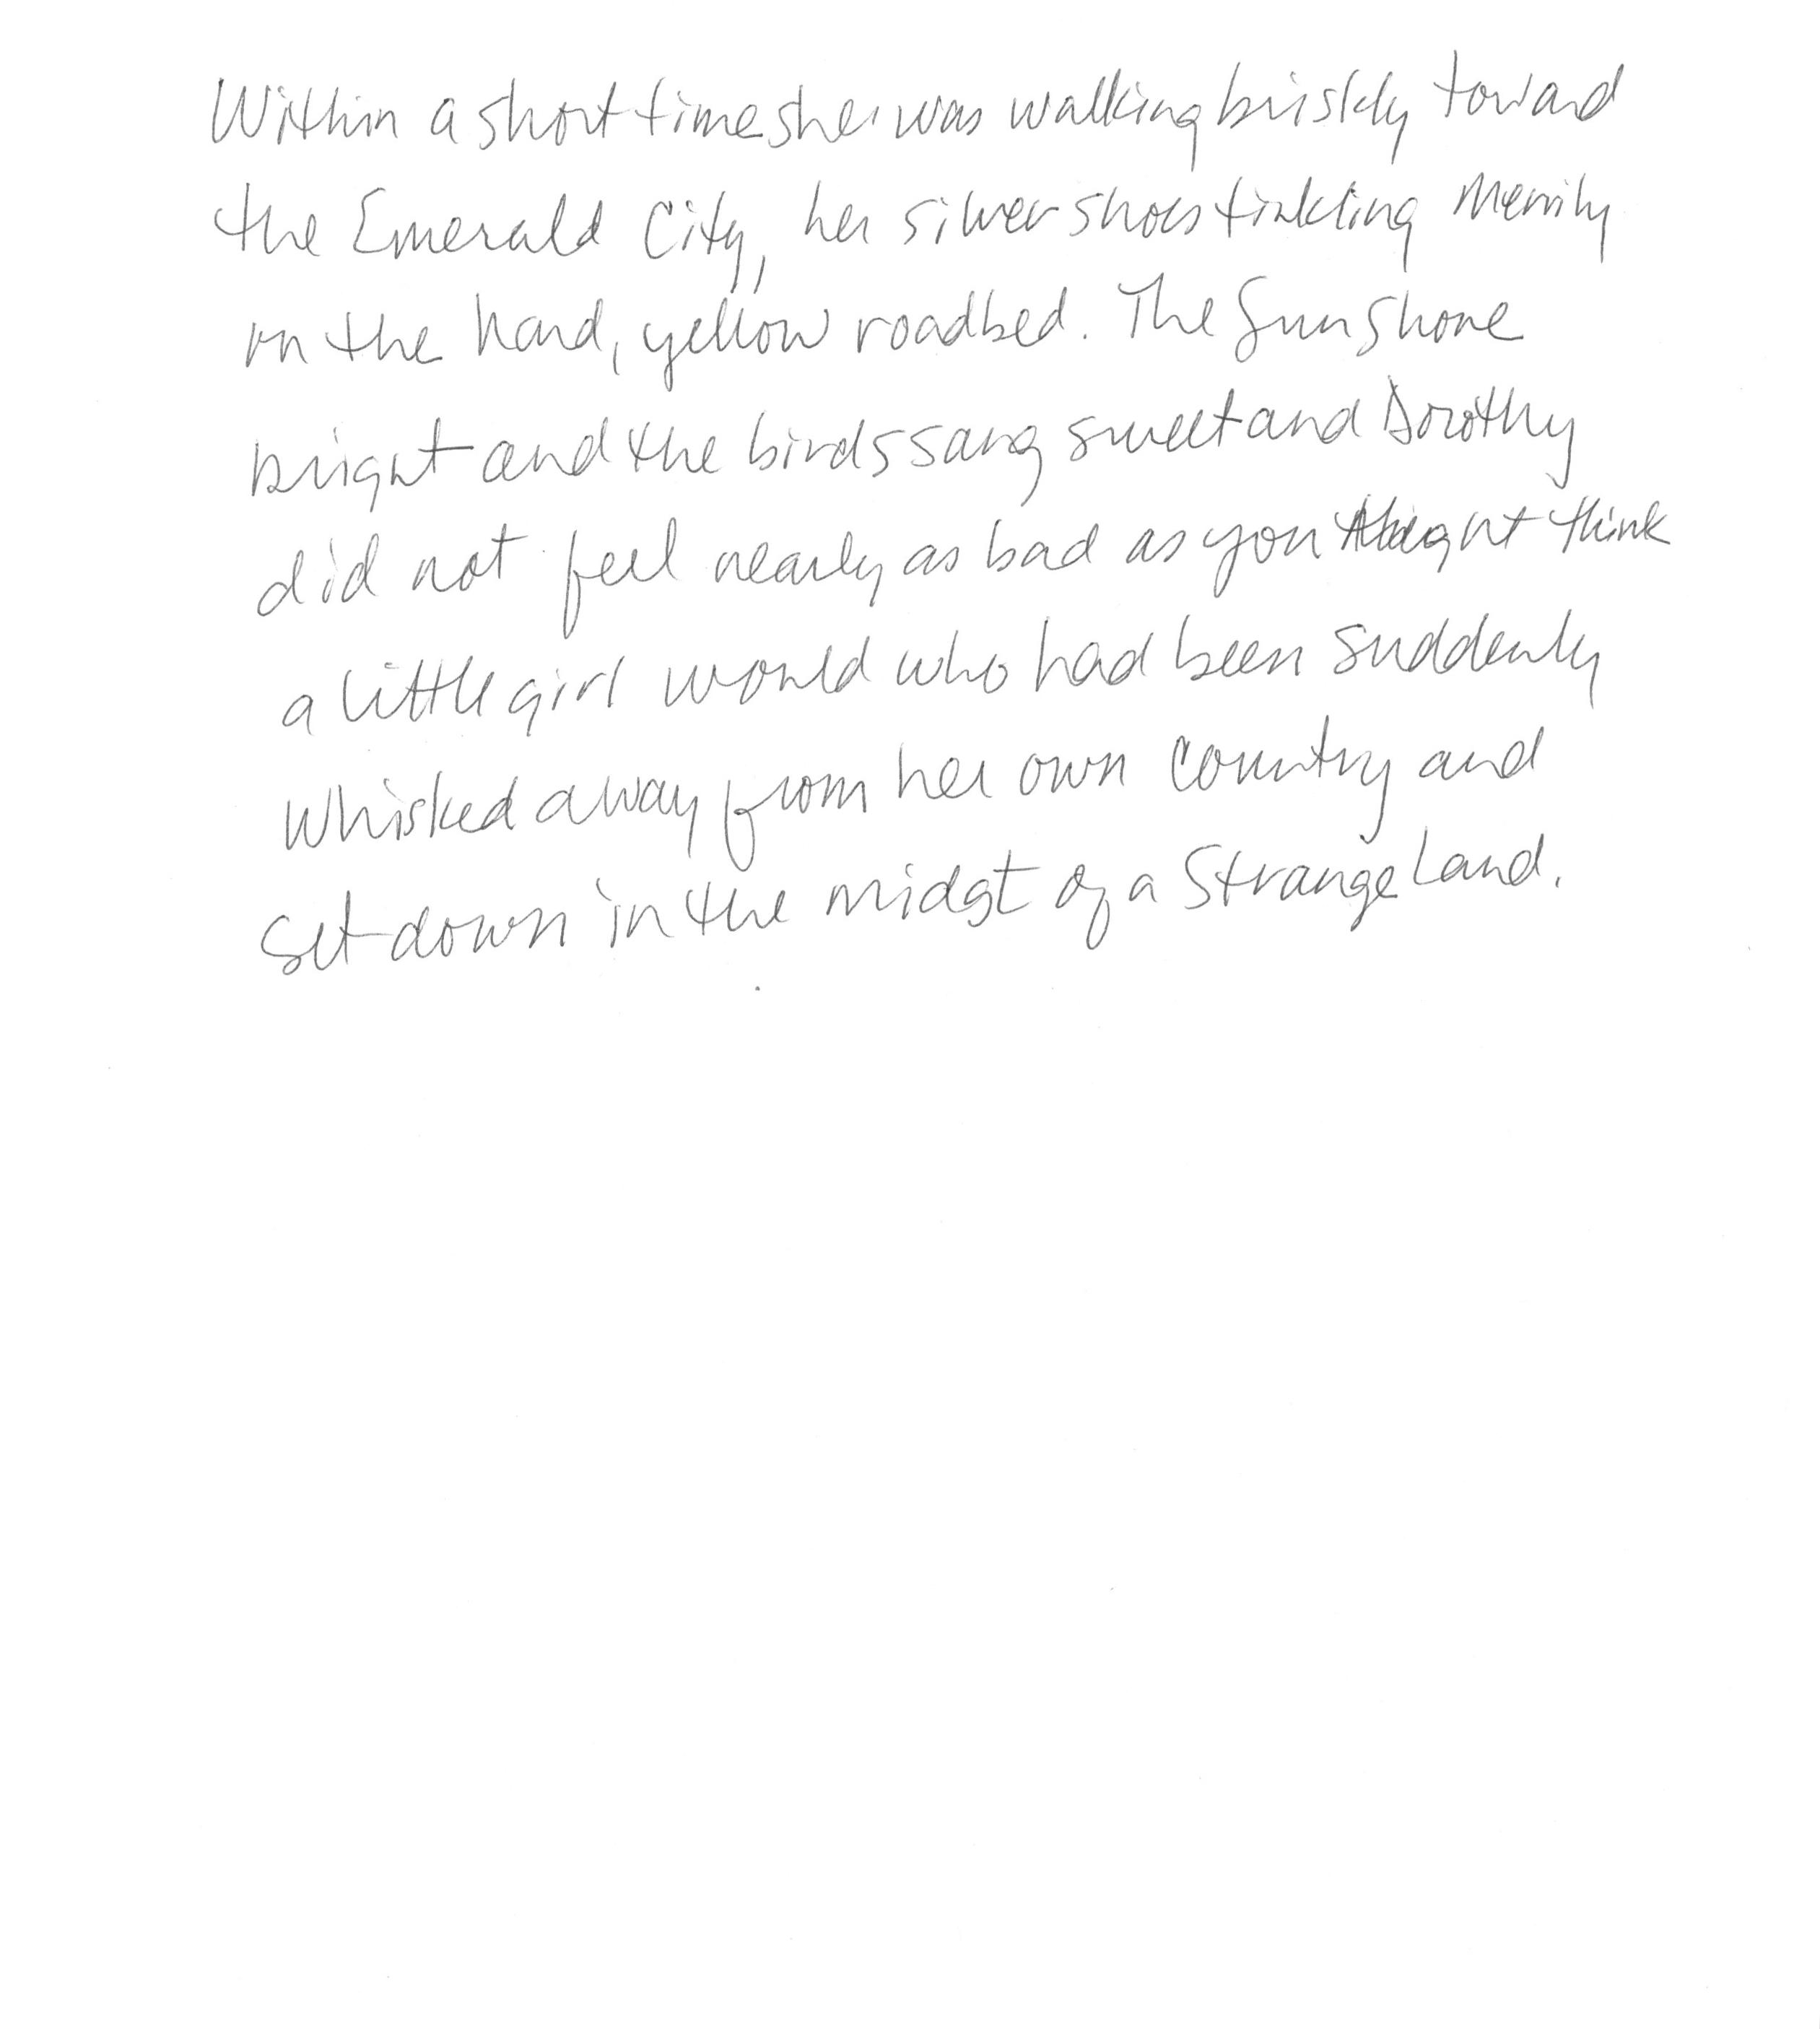 Within a short time she was walking briskly toward
the Emerald City, her silver shoes tinkling merrily
on the hard, yellow roadbed. The Sun Shone
bright and the birds sang sweet and Dorothy
did not feel nearly as bad as you might think
a little girl would who had been suddenly
whisked away from her own country and
set down in the midst of a Strange Land.